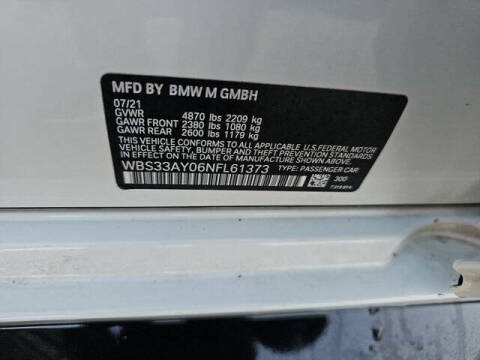 MFD BY BMW M GMBH
07/21
GVWR 4870 lbs 2209 kg
GAWR FRONT 2380 lbs 1080 kg
GAWR REAR 2600 lbs 1179 kg
THIS VEHICLE CONFORMS TO ALL APPLICABLE U.S. FEDERAL MOTOR
VEHICLE SAFETY, BUMPER AND THEFT PREVENTION STANDARDS IN
EFFECT ON THE DATE OF MANUFACTURE SHOWN ABOVE.
WBS33AY06NFL61373 TYPE: PASSENGER CAR
300